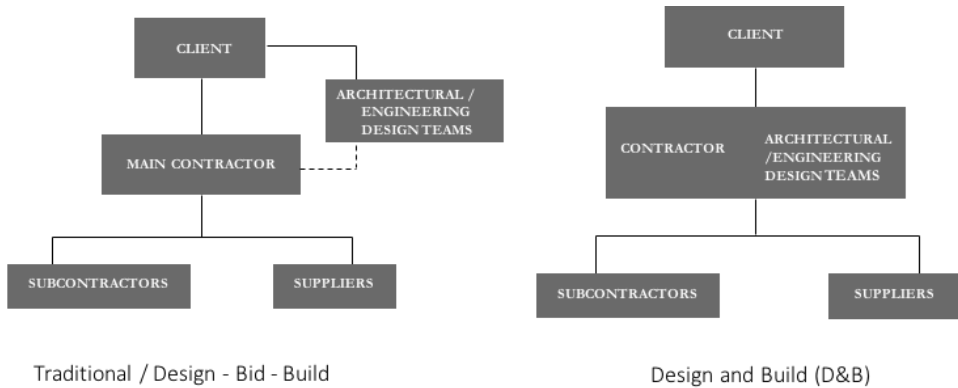 CLIENT
ARCHITECTURAL /
ENGINEERING
DESIGN TEAMS
MAIN CONTRACTOR
SUBCONTRACTORS
SUPPLIERS
Traditional / Design - Bid - Build
CLIENT
CONTRACTOR
ARCHITECTURAL
/ENGINEERING
DESIGN TEAMS
SUBCONTRACTORS
SUPPLIERS
Design and Build (D&B)